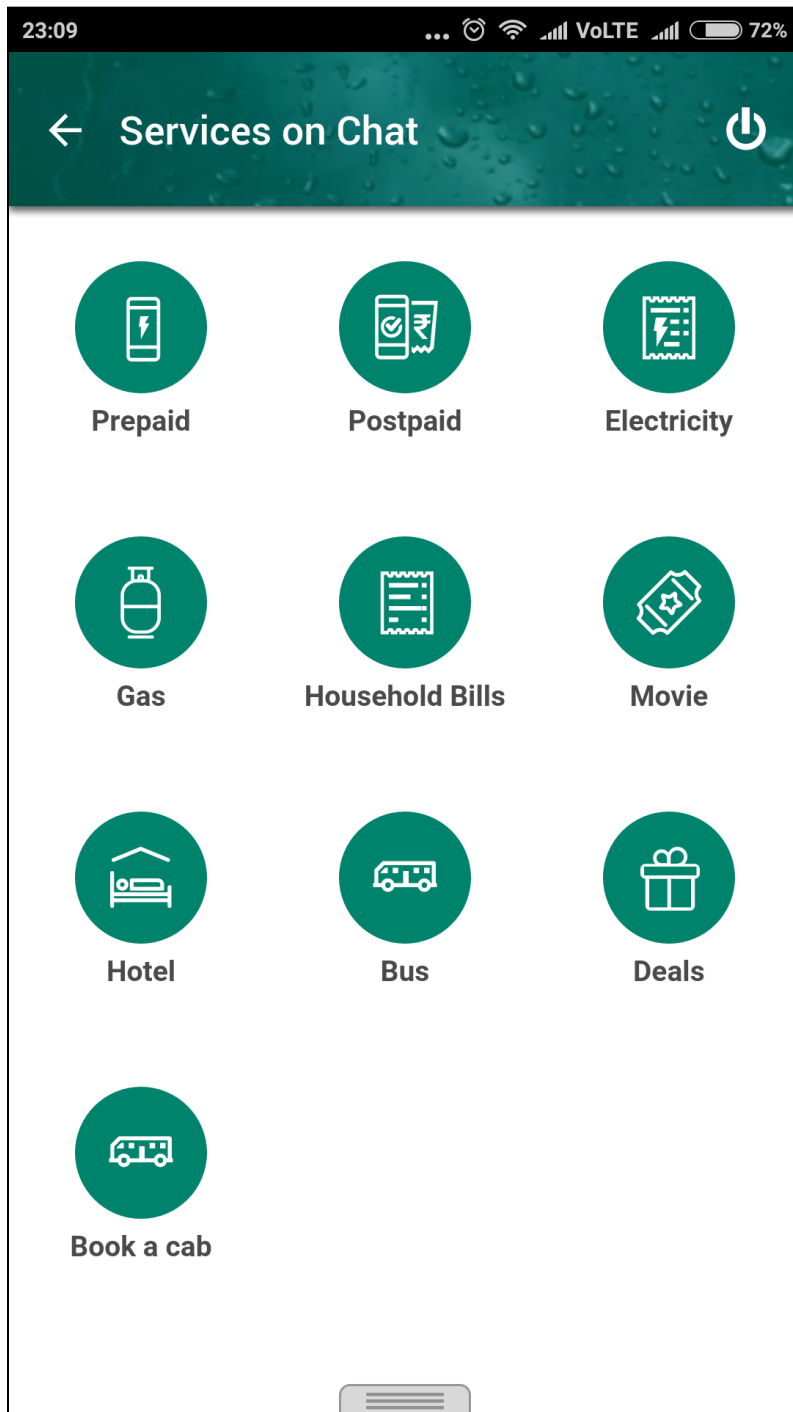 23:09 ... VoLTE 72%
Services on Chat
Prepaid Postpaid Electricity
Gas Household Bills Movie
Hotel Bus Deals
Book a cab